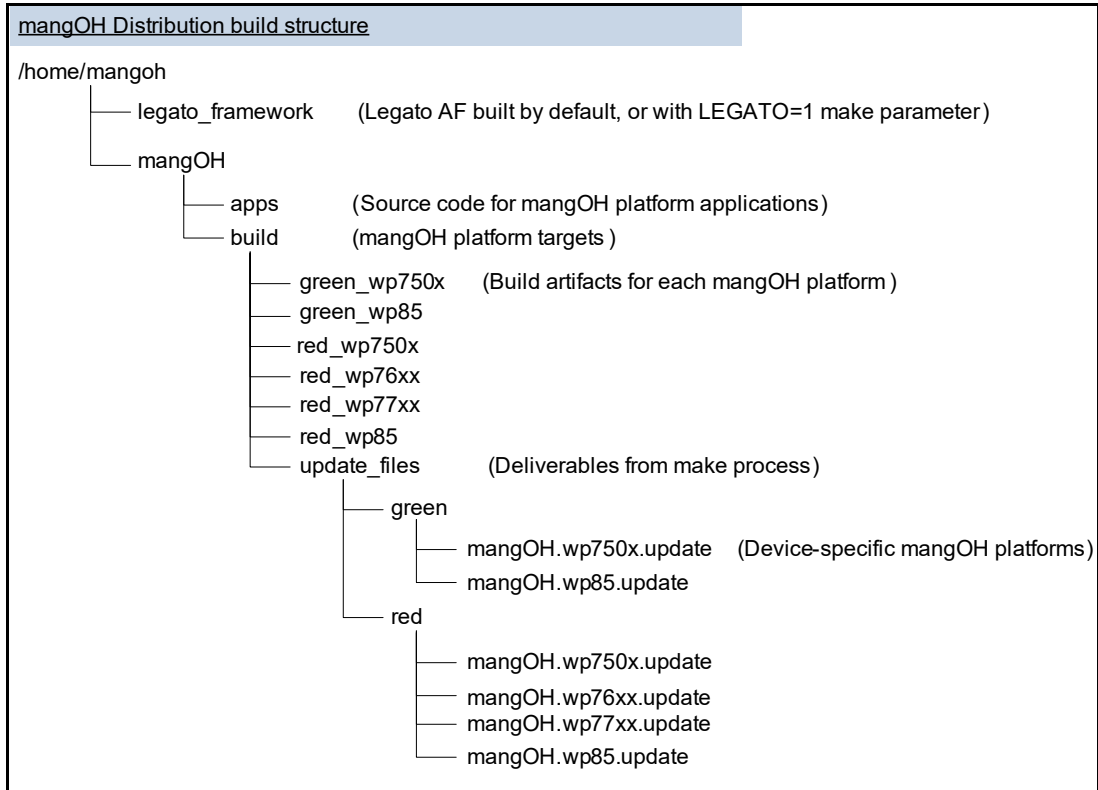 mangOH Distribution build structure
/home/mangoh
legato_framework (Legato AF built by default, or with LEGATO=1 make parameter)
mangOH
apps (Source code for mangOH platform applications)
build (mangOH platform targets )
green_wp750x (Build artifacts for each mangOH platform )
green_wp85
red_wp750x
red_wp76xx
red_wp77xx
red_wp85
update_files (Deliverables from make process)
green
mangOH.wp750x.update (Device-specific mangOH platforms)
mangOH.wp85.update
red
mangOH.wp750x.update
mangOH.wp76xx.update
mangOH.wp77xx.update
mangOH.wp85.update